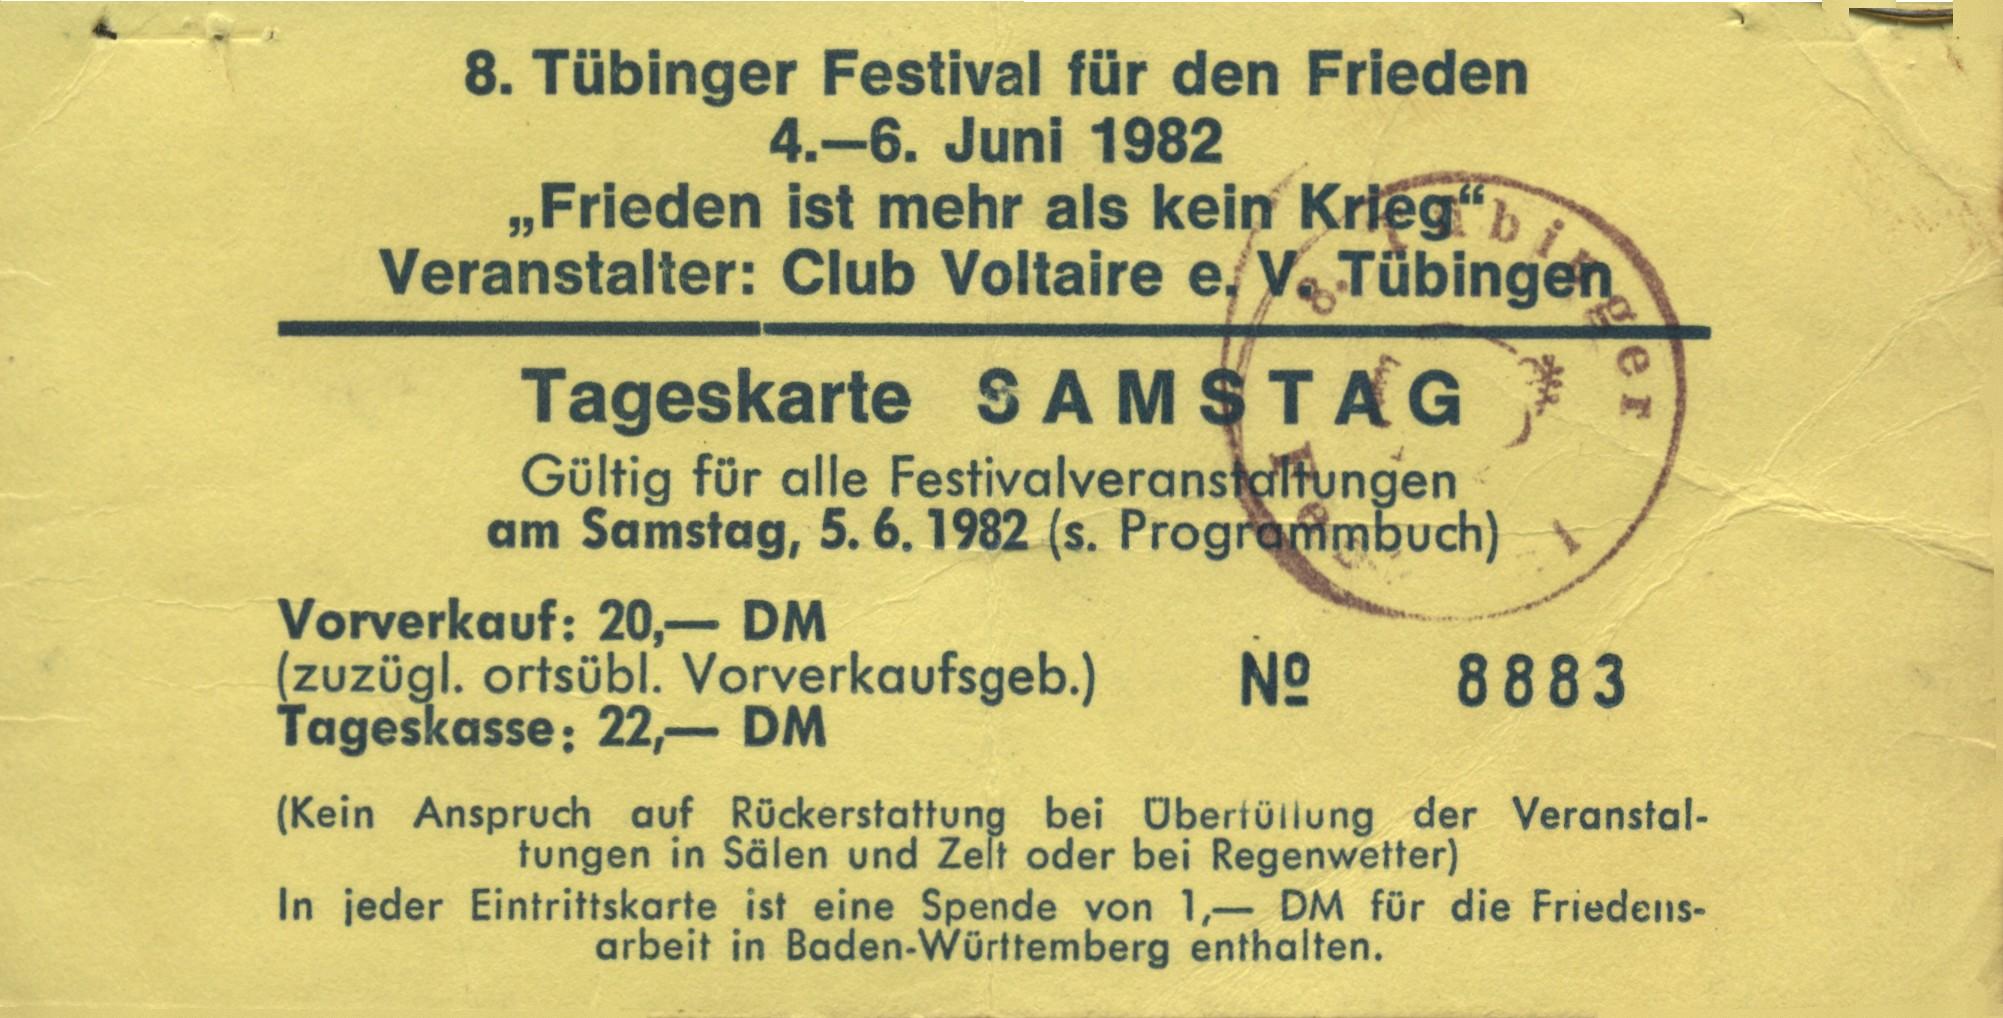 8. Tübinger Festival für den Frieden
4.—6. Juni 1982
„Frieden ist mehr als kein Krieg“
Veranstalter: Club Voltaire e. V. Tübingen
Tageskarte SAMSTAG
Gültig für alle Festivalveranstaltungen
am Samstag, 5. 6. 1982 (s. Programmbuch)
Vorverkauf: 20,— DM
(zuzügl. ortsübl. Vorverkaufsgeb.)
Tageskasse: 22,— DM
Nº 8883
(Kein Anspruch auf Rückerstattung bei Überfüllung der Veranstal-
tungen in Sälen und Zelt oder bei Regenwetter)
In jeder Eintrittskarte ist eine Spende von 1,— DM für die Friedens-
arbeit in Baden-Württemberg enthalten.
8. Tübinger